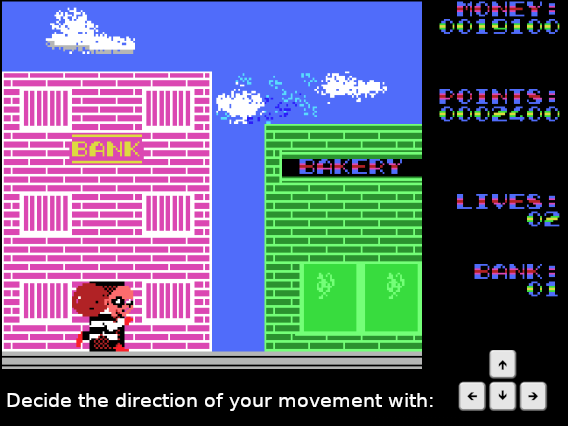 MONEY:
0019100
POINTS:
0002400
LIVES:
02
BANK:
01
BANK
BAKERY
Decide the direction of your movement with:
↑
← ↓ →